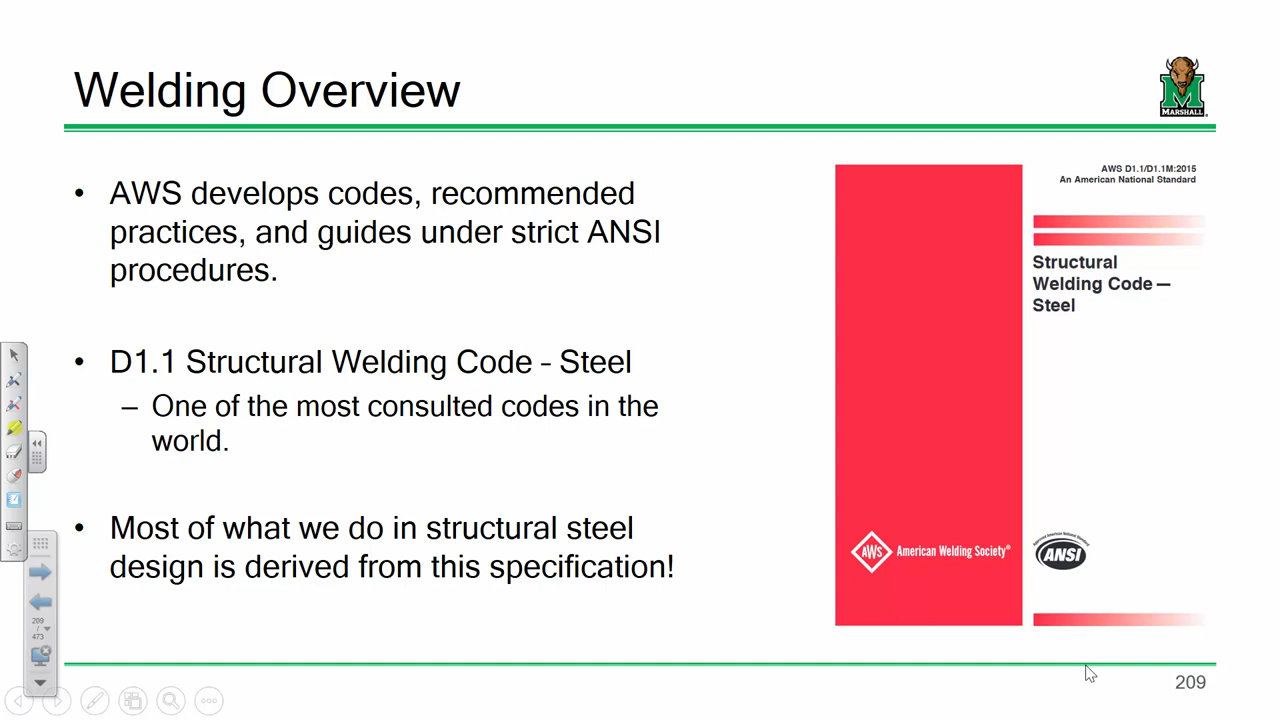 Welding Overview
MARSHALL
• AWS develops codes, recommended
practices, and guides under strict ANSI
procedures.
• D1.1 Structural Welding Code – Steel
– One of the most consulted codes in the
world.
• Most of what we do in structural steel
design is derived from this specification!
AWS D1.1/D1.1M:2015
An American National Standard
Structural
Welding Code—
Steel
AWS American Welding Society®
ANSI
209
/
473
209